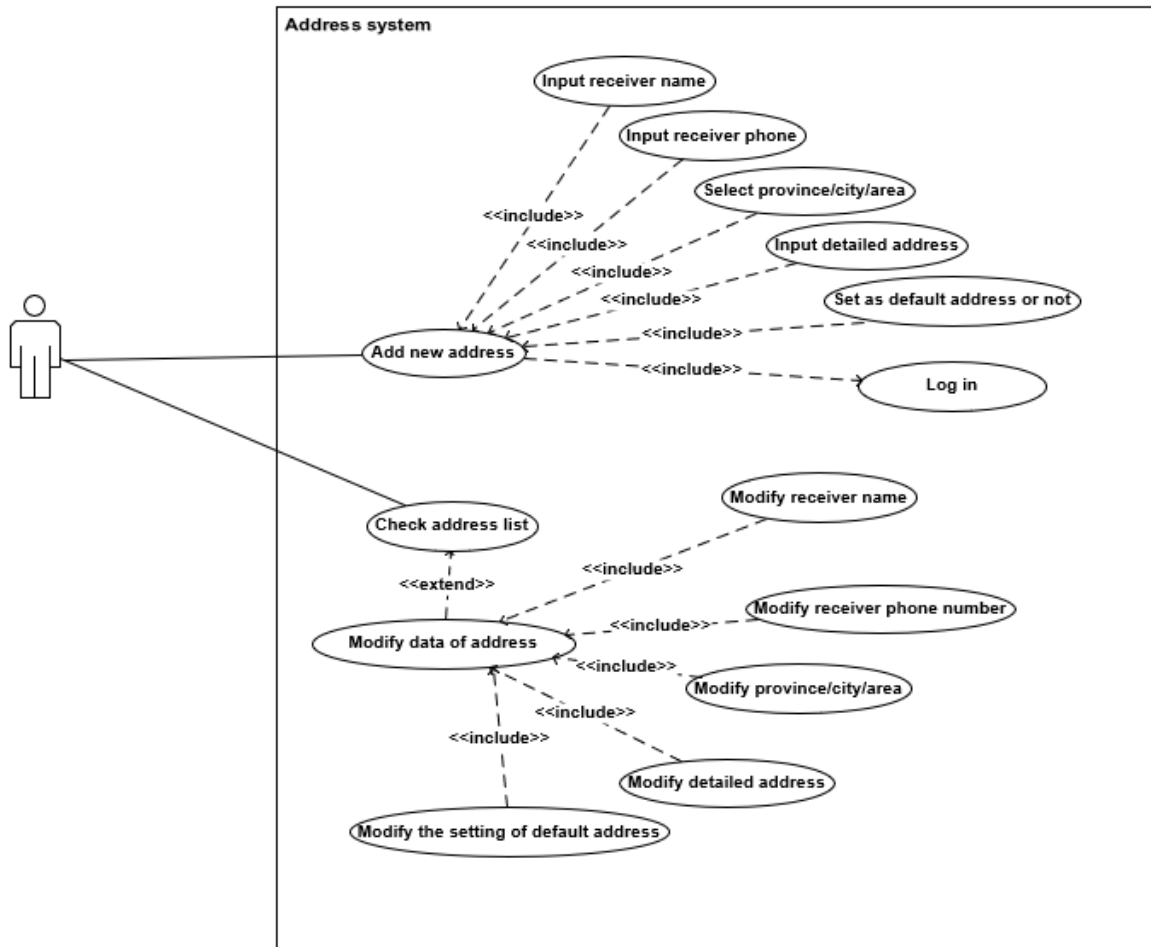 Address system
Input receiver name
Input receiver phone
Select province/city/area
<<include>>
Input detailed address
<<include>>
<<include>>
<<include>>
Set as default address or not
<<include>>
Add new address
<<include>>
Log in
Modify receiver name
Check address list
<<include>>
<<extend>>
Modify receiver phone number
<<include>>
Modify data of address
<<include>>
Modify province/city/area
<<include>>
<<include>>
Modify detailed address
Modify the setting of default address